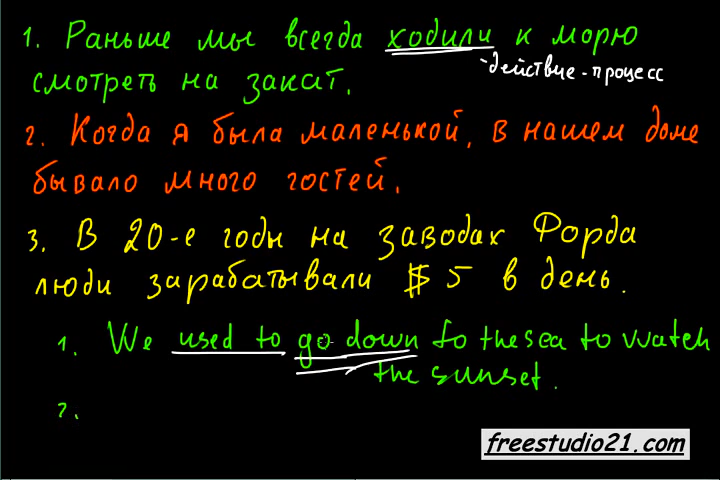 1. Раньше мы всегда ходили к морю
-действие-процесс
смотреть на закат.
2. Когда я была маленькой, в нашем доме
бывало много гостей.
3. В 20-е годы на заводах Форда
люди зарабатывали $5 в день.
1. We used to go down to the sea to watch
the sunset.
2.
freestudio21.com